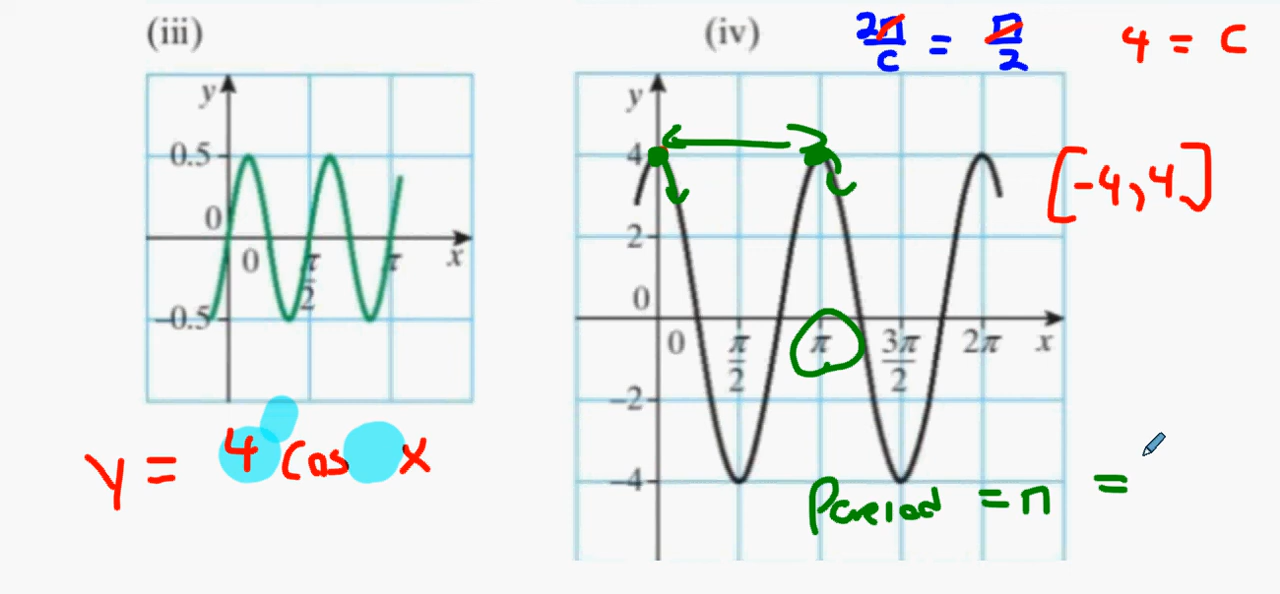 (iii)
(iv)
2π/c = π/2
4 = c
y
0.5
0
0
π/2
π
x
-0.5
y
4
2
0
0
π/2
π
3π/2
2π
x
-2
-4
[-4,4]
y = 4 cos x
Period = π =